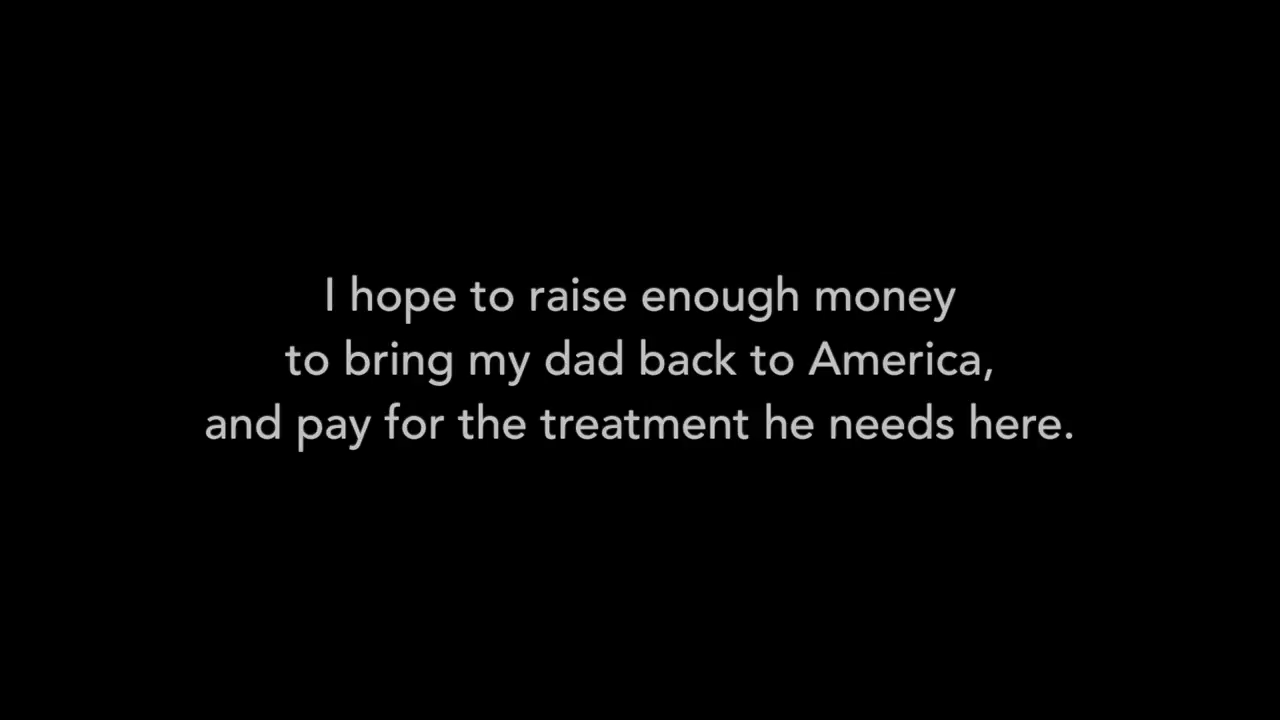 I hope to raise enough money
to bring my dad back to America,
and pay for the treatment he needs here.